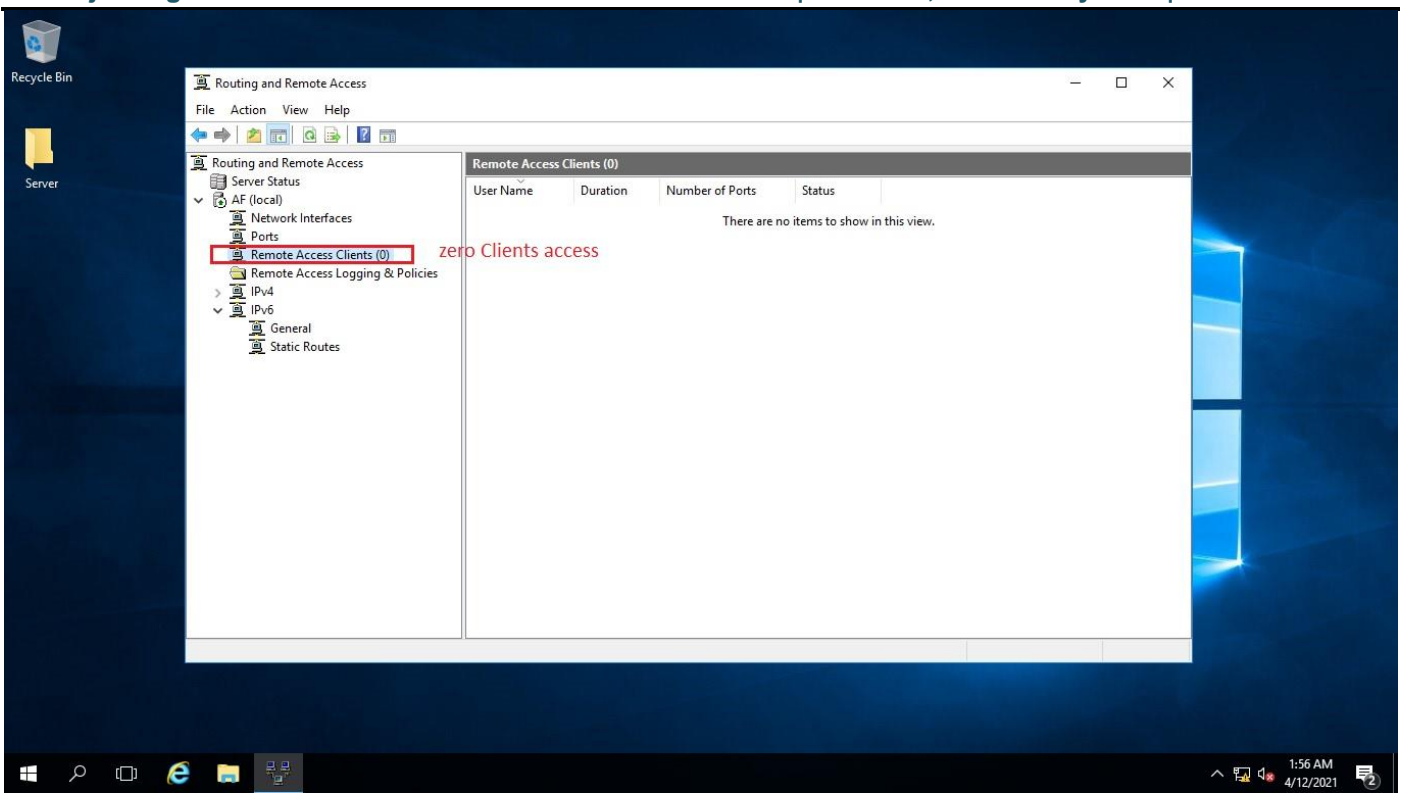 Recycle Bin
Server
Routing and Remote Access
File Action View Help
Routing and Remote Access
Server Status
AF (local)
Network Interfaces
Ports
Remote Access Clients (0)
Remote Access Logging & Policies
IPv4
IPv6
General
Static Routes
zero Clients access
Remote Access Clients (0)
User Name Duration Number of Ports Status
There are no items to show in this view.
1:56 AM
4/12/2021
2